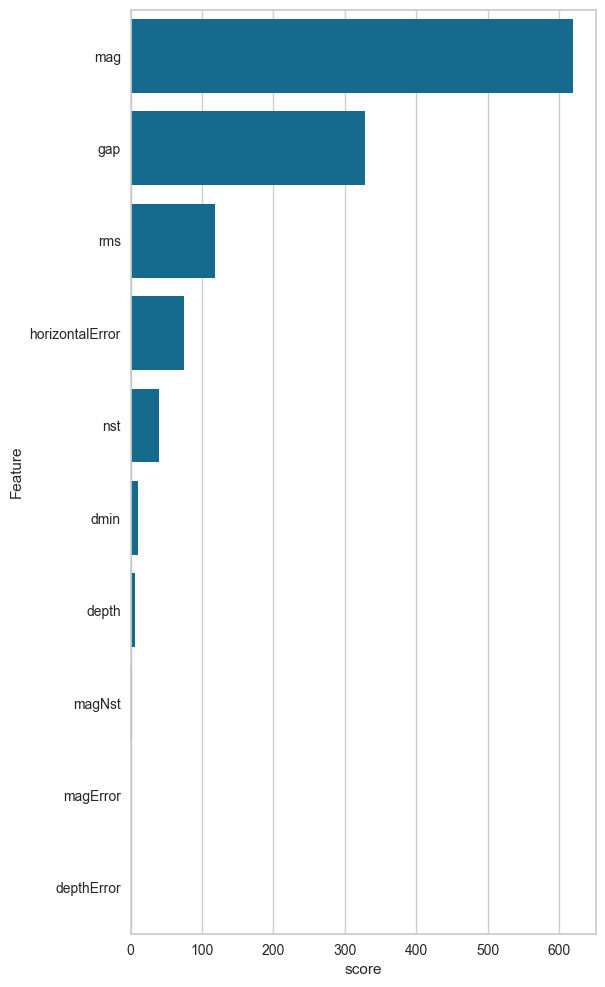 mag
gap
rms
horizontalError
nst
dmin
depth
magNst
magError
depthError
Feature
0 100 200 300 400 500 600
score